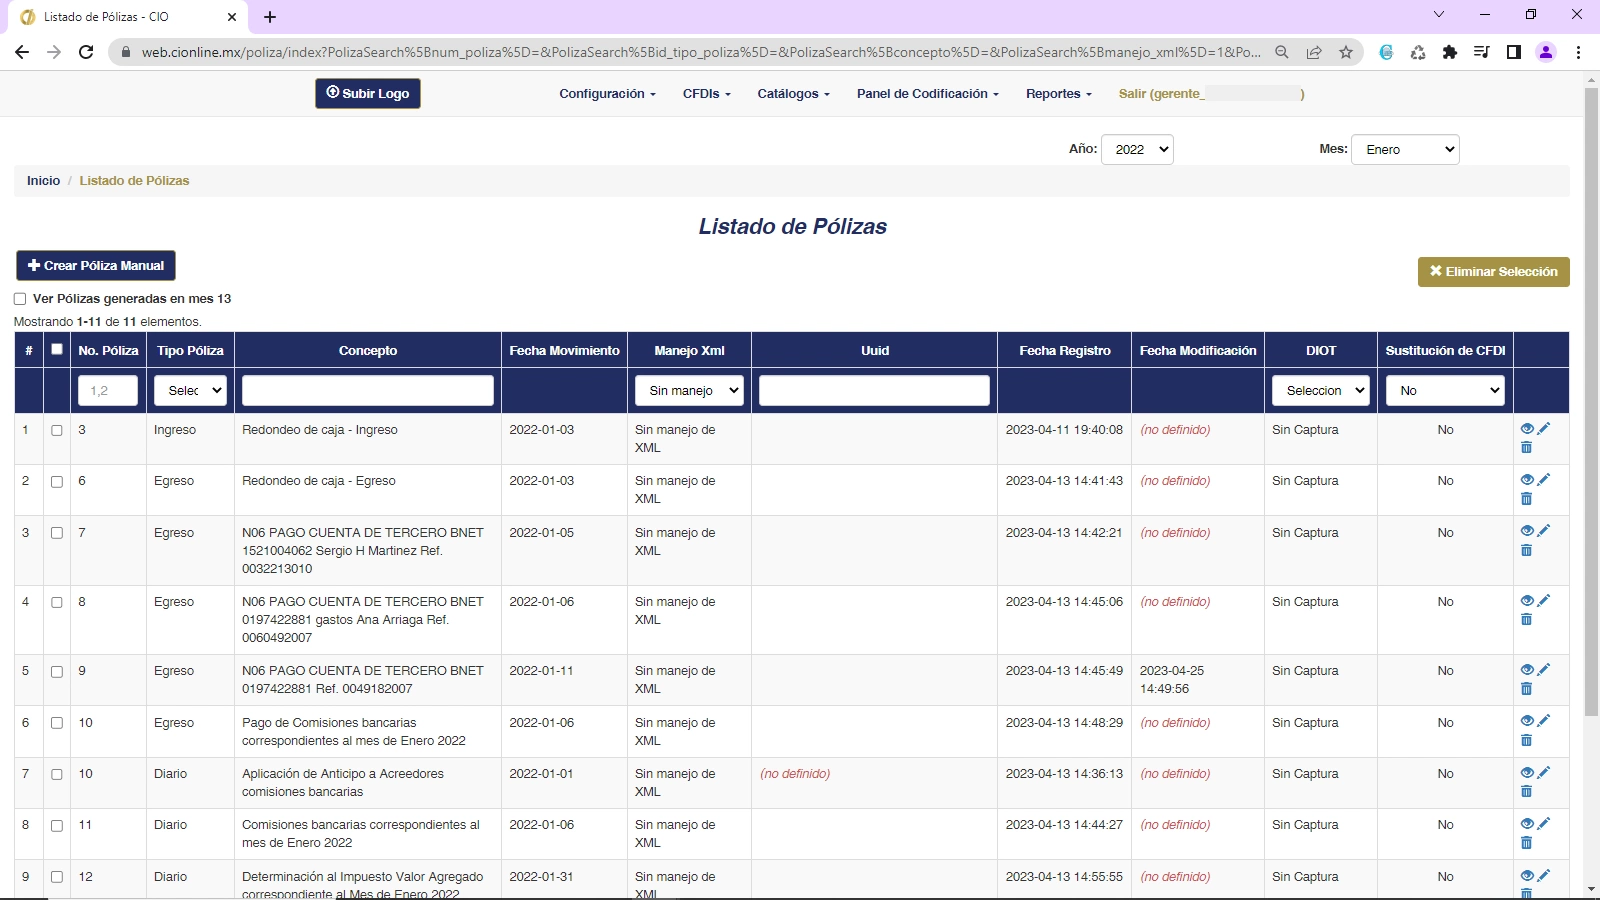 Listado de Pólizas - CIO
web.cionline.mx/poliza/index?PolizaSearch%5Bnum_poliza%5D=&PolizaSearch%5Bid_tipo_poliza%5D=&PolizaSearch%5Bconcepto%5D=&PolizaSearch%5Bmanejo_xml%5D=1&Po...
Subir Logo Configuración CFDIs Catálogos Panel de Codificación Reportes Salir (gerente_ )
Año: 2022 Mes: Enero
Inicio / Listado de Pólizas
Listado de Pólizas
Crear Póliza Manual
Eliminar Selección
Ver Pólizas generadas en mes 13
Mostrando 1-11 de 11 elementos.
# No. Póliza Tipo Póliza Concepto Fecha Movimiento Manejo Xml Uuid Fecha Registro Fecha Modificación DIOT Sustitución de CFDI
1,2 Selec Sin manejo Seleccion No
1 3 Ingreso Redondeo de caja - Ingreso 2022-01-03 Sin manejo de 2023-04-11 19:40:08 (no definido) Sin Captura No
XML
2 6 Egreso Redondeo de caja - Egreso 2022-01-03 Sin manejo de 2023-04-13 14:41:43 (no definido) Sin Captura No
XML
3 7 Egreso N06 PAGO CUENTA DE TERCERO BNET 2022-01-05 Sin manejo de 2023-04-13 14:42:21 (no definido) Sin Captura No
1521004062 Sergio H Martinez Ref. XML
0032213010
4 8 Egreso N06 PAGO CUENTA DE TERCERO BNET 2022-01-06 Sin manejo de 2023-04-13 14:45:06 (no definido) Sin Captura No
0197422881 gastos Ana Arriaga Ref. XML
0060492007
5 9 Egreso N06 PAGO CUENTA DE TERCERO BNET 2022-01-11 Sin manejo de 2023-04-13 14:45:49 2023-04-25 Sin Captura No
0197422881 Ref. 0049182007 XML 14:49:56
6 10 Egreso Pago de Comisiones bancarias 2022-01-06 Sin manejo de 2023-04-13 14:48:29 (no definido) Sin Captura No
correspondientes al mes de Enero 2022 XML
7 10 Diario Aplicación de Anticipo a Acreedores 2022-01-01 Sin manejo de (no definido) 2023-04-13 14:36:13 (no definido) Sin Captura No
comisiones bancarias XML
8 11 Diario Comisiones bancarias correspondientes al 2022-01-06 Sin manejo de 2023-04-13 14:44:27 (no definido) Sin Captura No
mes de Enero 2022 XML
9 12 Diario Determinación al Impuesto Valor Agregado 2022-01-31 Sin manejo de 2023-04-13 14:55:55 (no definido) Sin Captura No
correspondiente al Mes de Enero 2022 XML